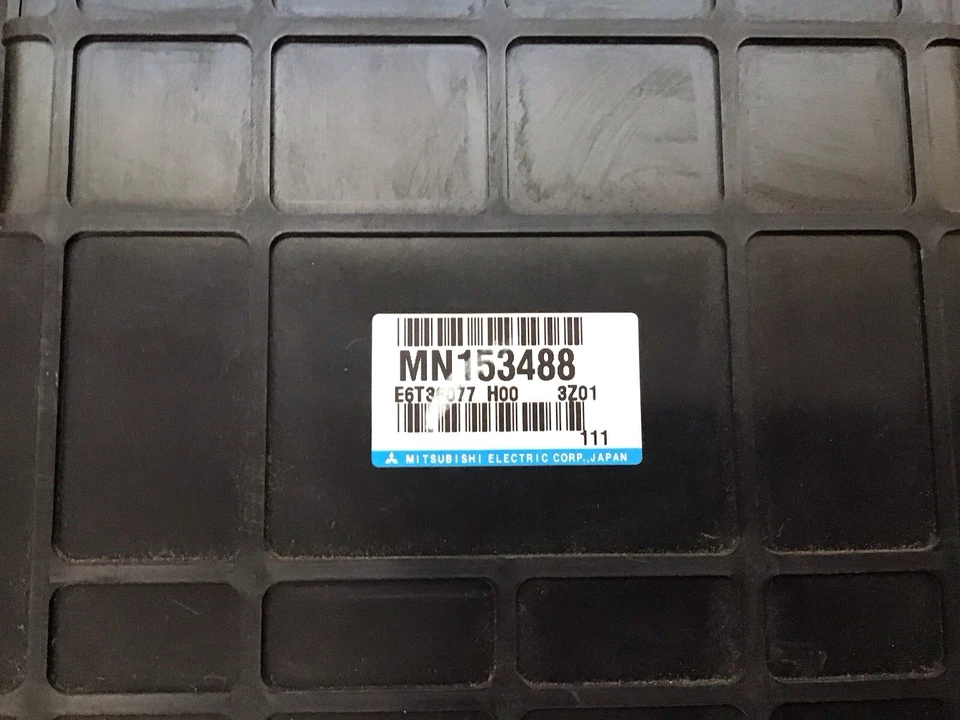 MN153488
H00 3Z01
111
MITSUBISHI ELECTRIC CORP.,JAPAN